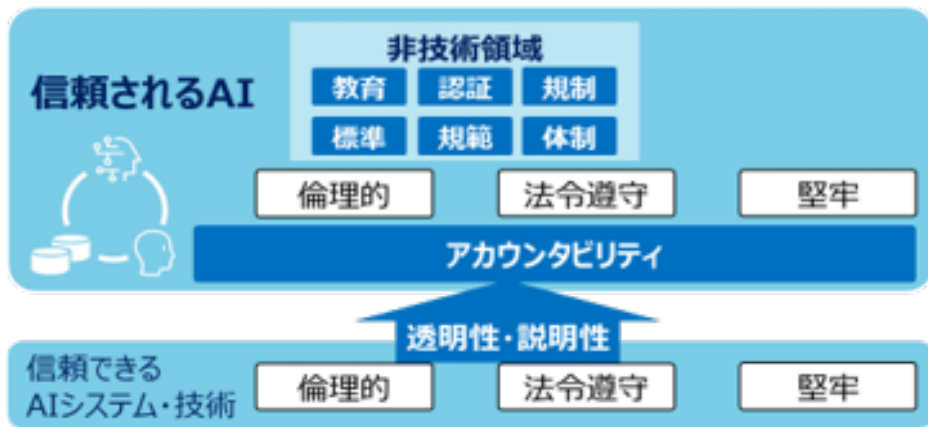 非技術領域
信頼されるAI
教育 認証 規制
標準 規範 体制
倫理的 法令遵守 堅牢
アカウンタビリティ
透明性・説明性
信頼できる
AIシステム・技術
倫理的 法令遵守 堅牢